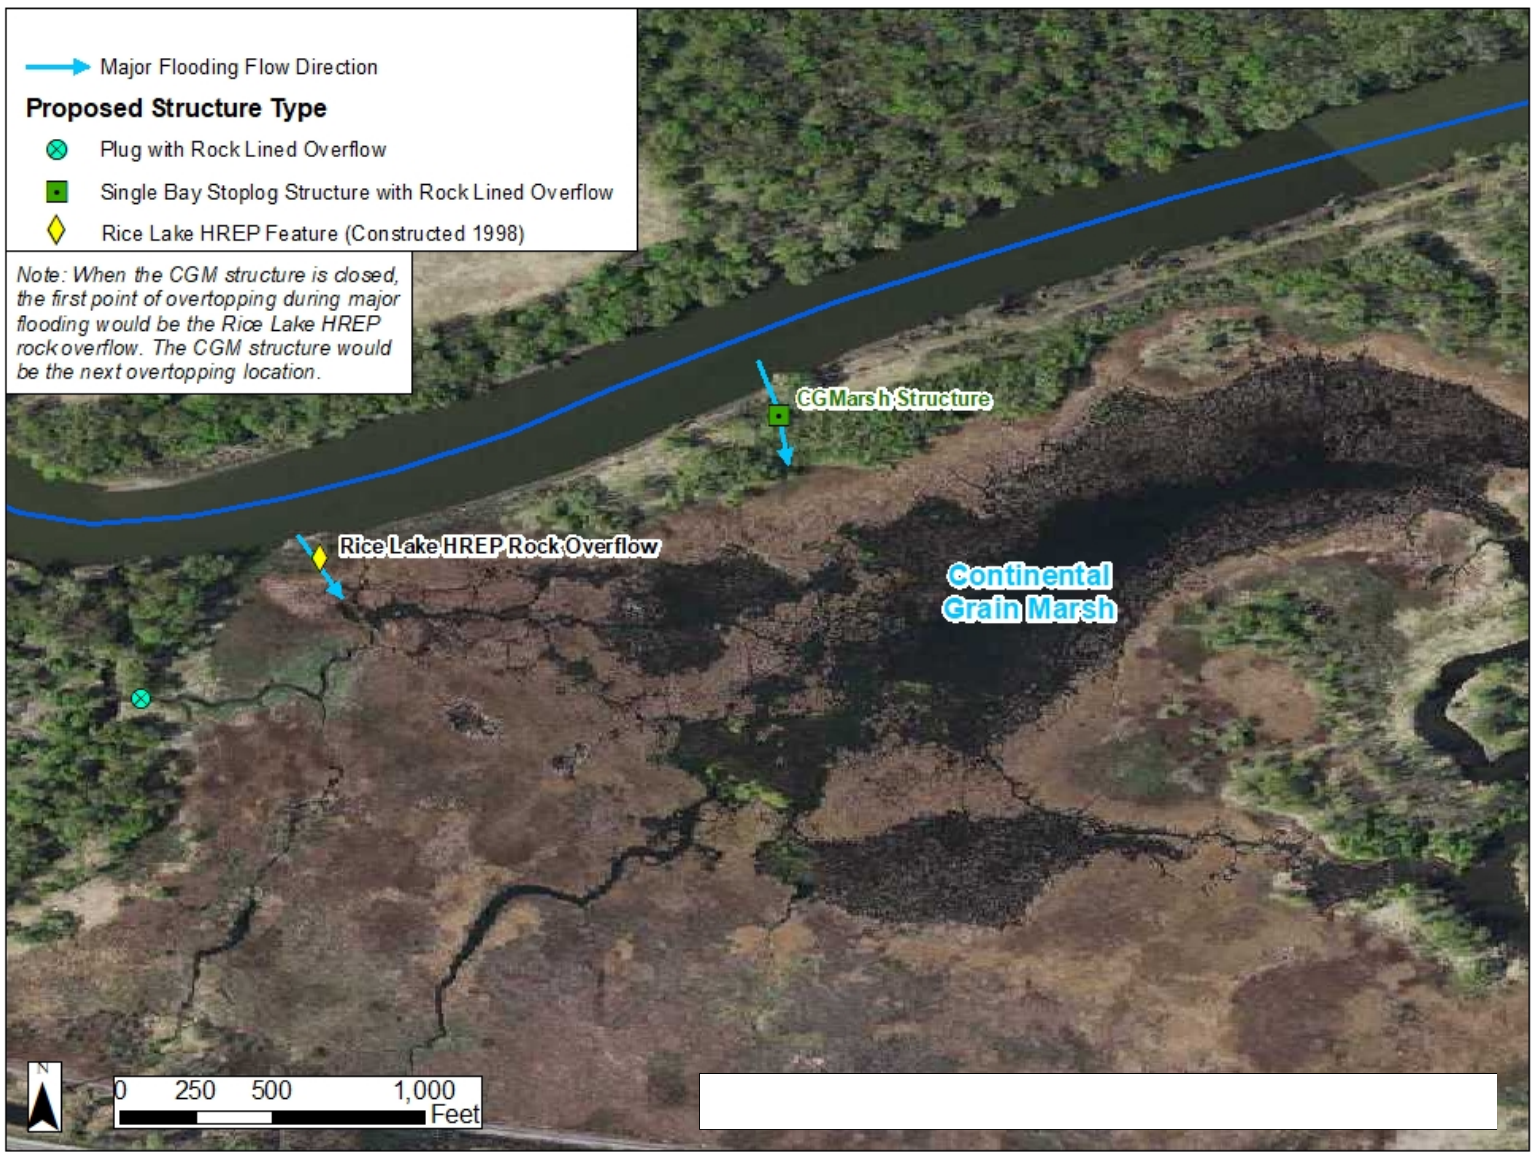 Major Flooding Flow Direction
Proposed Structure Type
Plug with Rock Lined Overflow
Single Bay Stoplog Structure with Rock Lined Overflow
Rice Lake HREP Feature (Constructed 1998)
Note: When the CGM structure is closed,
the first point of overtopping during major
flooding would be the Rice Lake HREP
rock overflow. The CGM structure would
be the next overtopping location.
CGMarsh Structure
Rice Lake HREP Rock Overflow
Continental
Grain Marsh
N
0 250 500 1,000
Feet